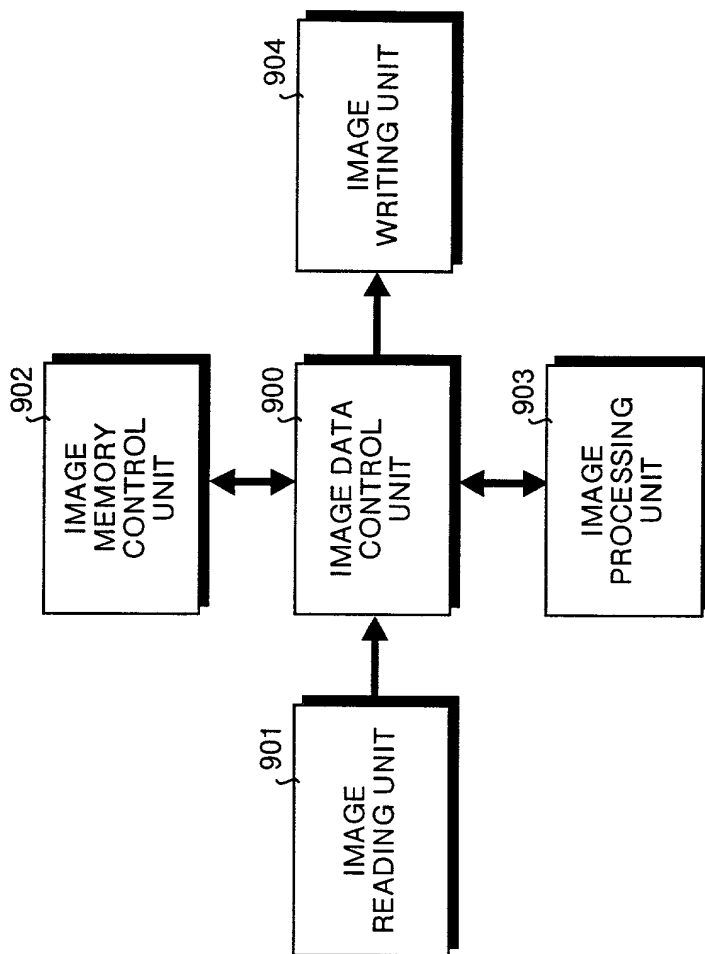 902
IMAGE
MEMORY
CONTROL
UNIT
901
IMAGE
READING UNIT
900
IMAGE DATA
CONTROL
UNIT
904
IMAGE
WRITING UNIT
903
IMAGE
PROCESSING
UNIT